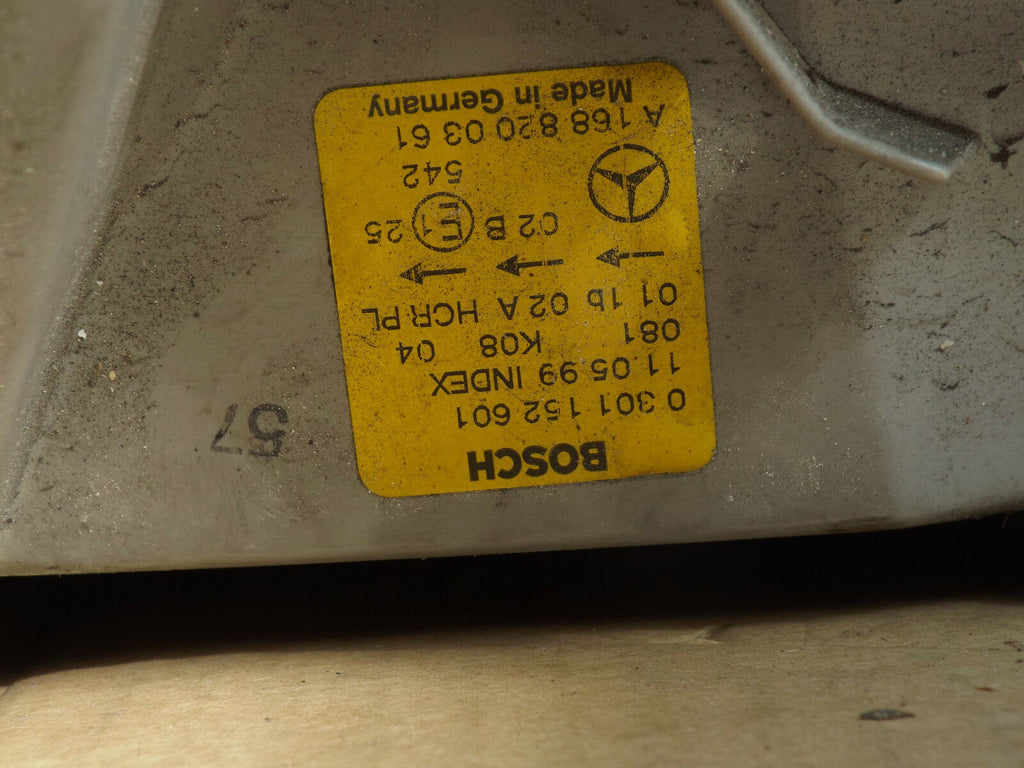 BOSCH
0 301 152 601
11.05.99 INDEX
081 K08 04
01 1b 02 A HCR PL
02 B E1 25
542
A 168 820 03 61
Made in Germany
57